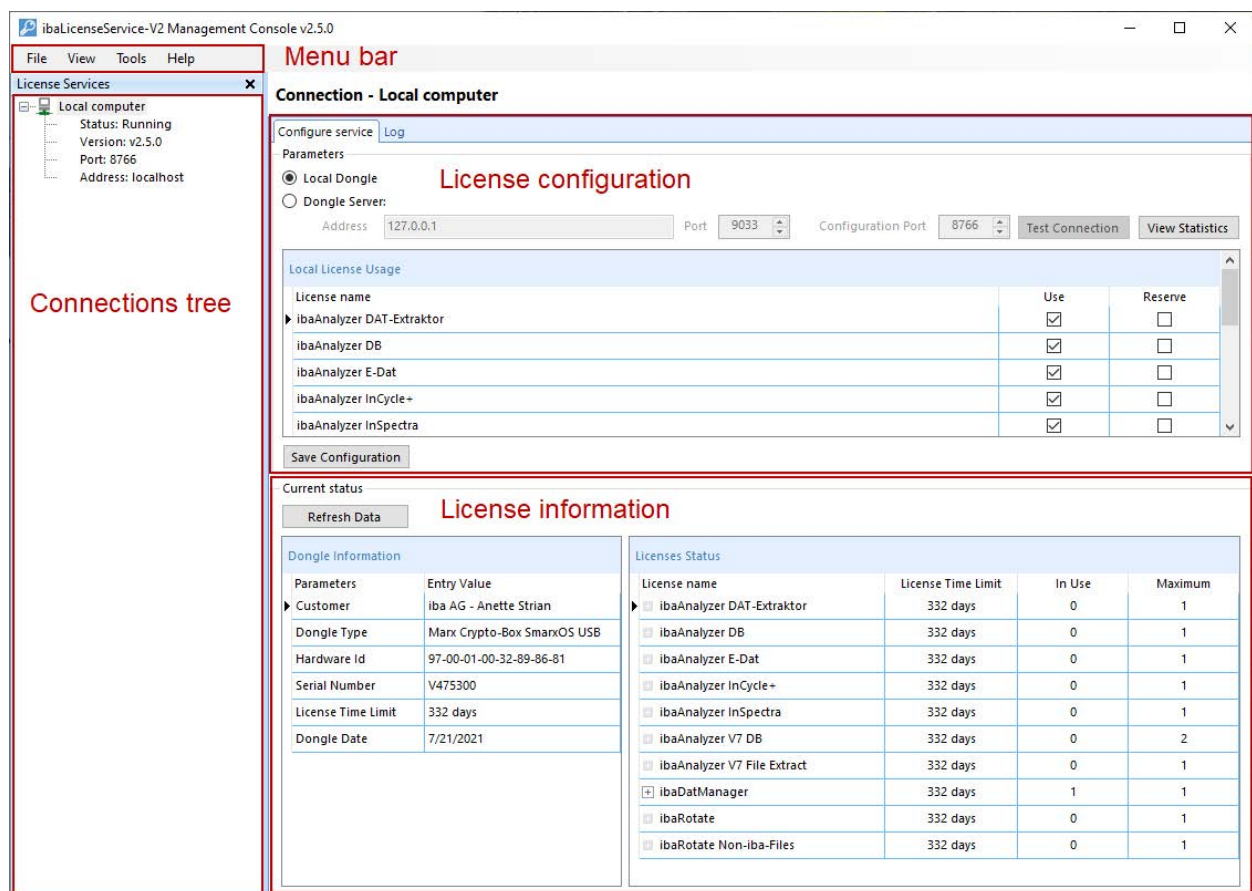 ibaLicenseService-V2 Management Console v2.5.0
File View Tools Help
Menu bar
License Services
Local computer
Status: Running
Version: v2.5.0
Port: 8766
Address: localhost
Connections tree
Connection - Local computer
Configure service Log
Parameters
Local Dongle
License configuration
Dongle Server:
Address 127.0.0.1 Port 9033 Configuration Port 8766 Test Connection View Statistics
Local License Usage
License name Use Reserve
ibaAnalyzer DAT-Extraktor
ibaAnalyzer DB
ibaAnalyzer E-Dat
ibaAnalyzer InCycle+
ibaAnalyzer InSpectra
Save Configuration
Current status
Refresh Data
License information
Dongle Information
Parameters Entry Value
Customer iba AG - Anette Strian
Dongle Type Marx Crypto-Box SmarxOS USB
Hardware Id 97-00-01-00-32-89-86-81
Serial Number V475300
License Time Limit 332 days
Dongle Date 7/21/2021
Licenses Status
License name License Time Limit In Use Maximum
ibaAnalyzer DAT-Extraktor 332 days 0 1
ibaAnalyzer DB 332 days 0 1
ibaAnalyzer E-Dat 332 days 0 1
ibaAnalyzer InCycle+ 332 days 0 1
ibaAnalyzer InSpectra 332 days 0 1
ibaAnalyzer V7 DB 332 days 0 2
ibaAnalyzer V7 File Extract 332 days 0 1
ibaDatManager 332 days 1 1
ibaRotate 332 days 0 1
ibaRotate Non-iba-Files 332 days 0 1